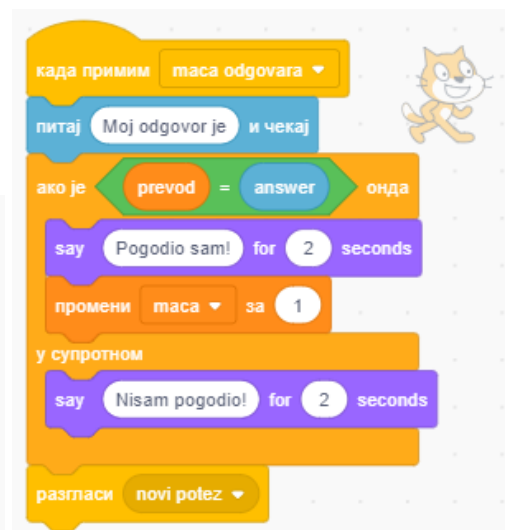 када примим maca odgovara
питај Moj odgovor je и чекај
ако је prevod = answer онда
say Pogodio sam! for 2 seconds
промени maca за 1
у супротном
say Nisam pogodio! for 2 seconds
разгласи novi potez